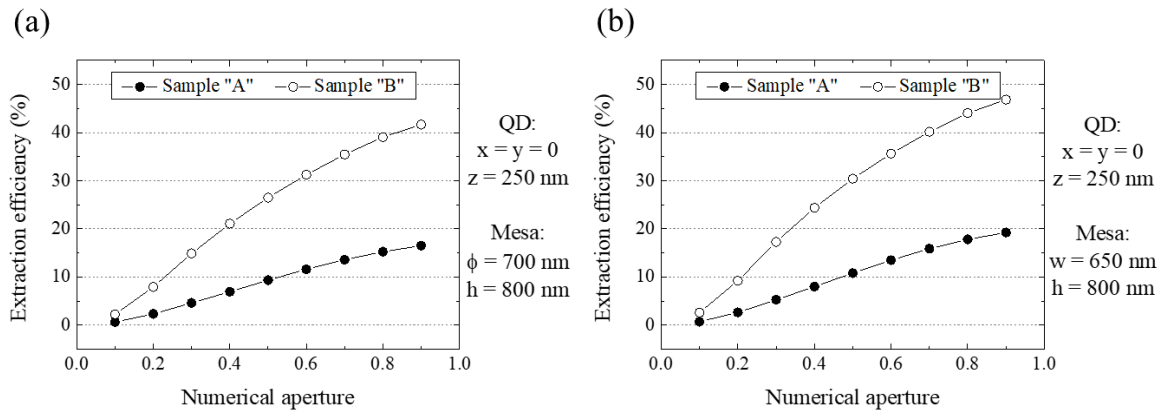 (a)
Sample "A" Sample "B"
50
40
30
20
10
0
Extraction efficiency (%)
0.0 0.2 0.4 0.6 0.8 1.0
Numerical aperture
QD:
x = y = 0
z = 250 nm
Mesa:
ϕ = 700 nm
h = 800 nm
(b)
Sample "A" Sample "B"
50
40
30
20
10
0
Extraction efficiency (%)
0.0 0.2 0.4 0.6 0.8 1.0
Numerical aperture
QD:
x = y = 0
z = 250 nm
Mesa:
w = 650 nm
h = 800 nm